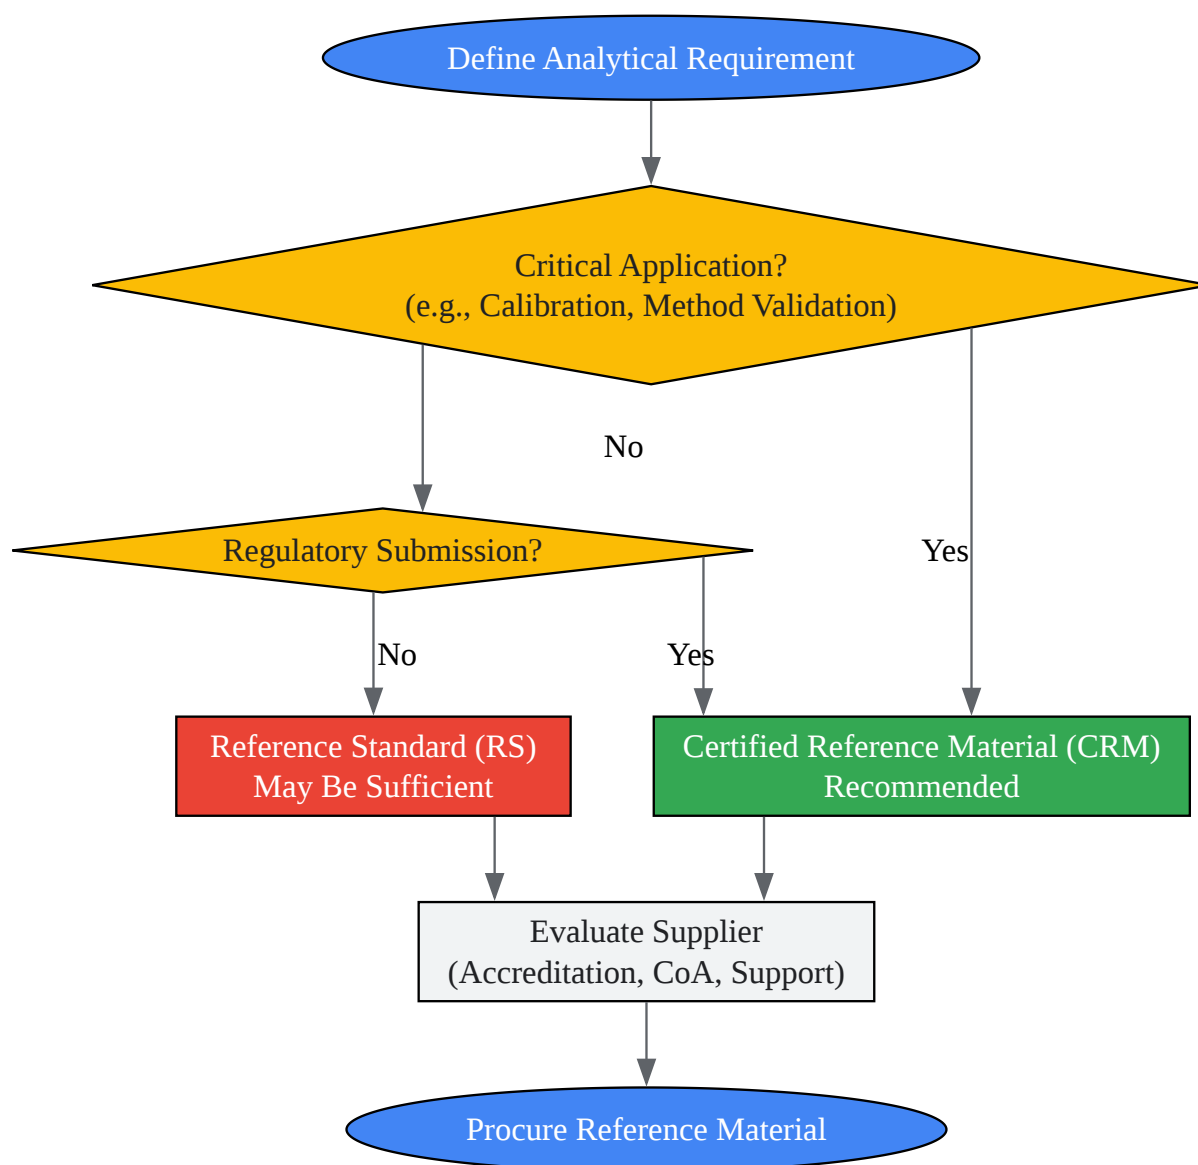 Define Analytical Requirement
Critical Application?
(e.g., Calibration, Method Validation)
No
Regulatory Submission?
Yes
No
Yes
Reference Standard (RS)
May Be Sufficient
Certified Reference Material (CRM)
Recommended
Evaluate Supplier
(Accreditation, CoA, Support)
Procure Reference Material